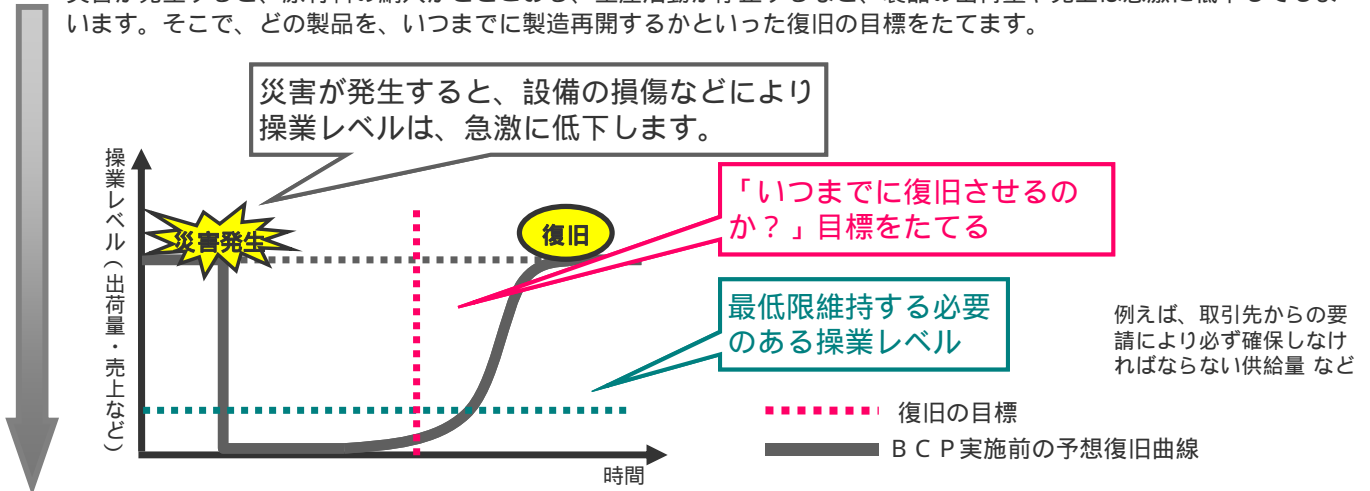 います。そこで、どの製品を、いつまでに製造再開するかといった復旧の目標をたてます。
災害が発生すると、設備の損傷などにより
操業レベルは、急激に低下します。
操業レベル(出荷量・売上など)
「いつまでに復旧させるの
か?」目標をたてる
災害発生
復旧
最低限維持する必要
のある操業レベル
例えば、取引先からの要
請により必ず確保しなけ
ればならない供給量 など
復旧の目標
BCP実施前の予想復旧曲線
時間